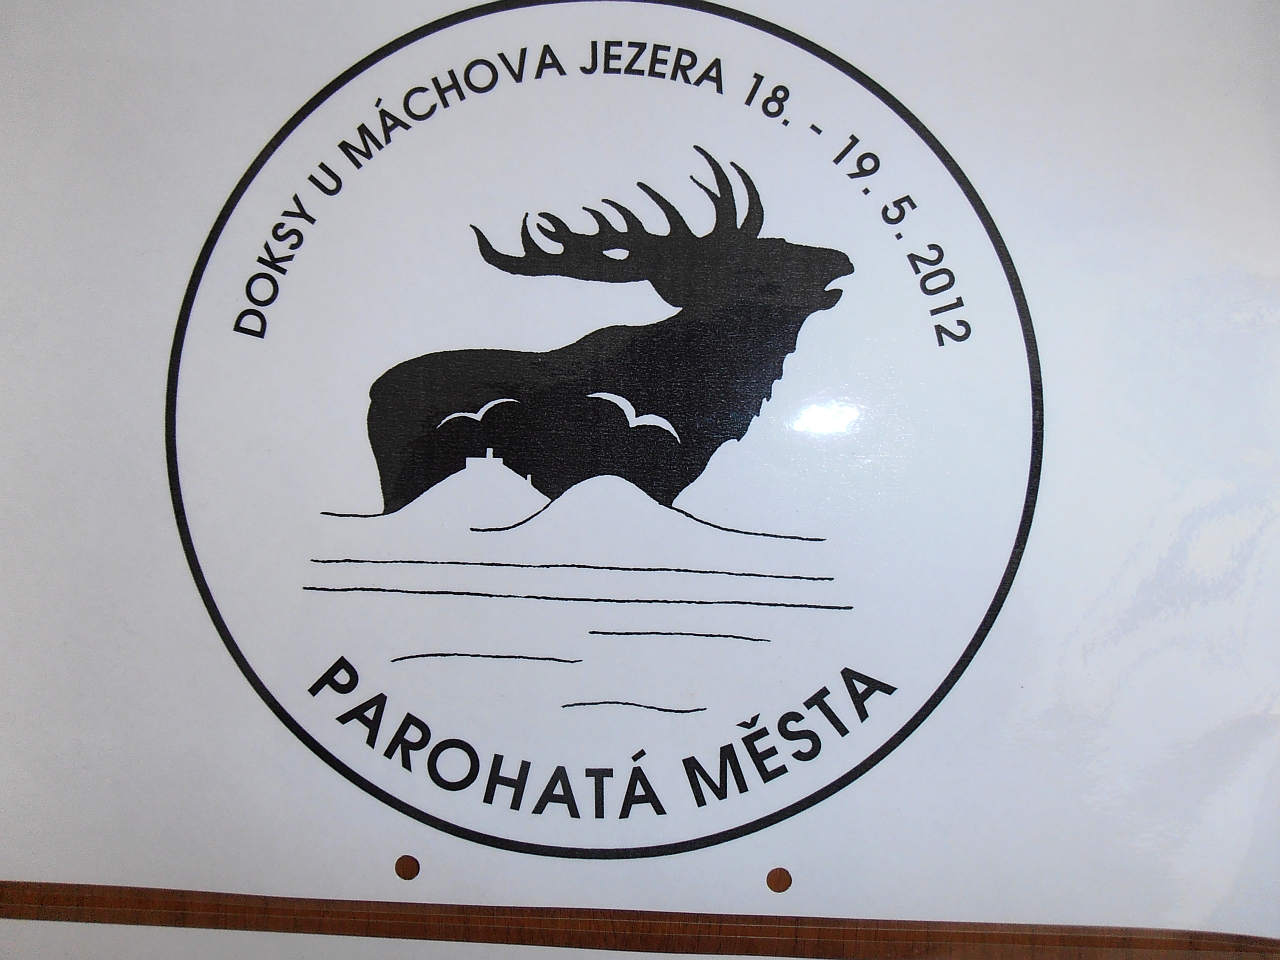 DOKSY U MÁCHOVA JEZERA 18. - 19. 5. 2012
PAROHATÁ MĚSTA